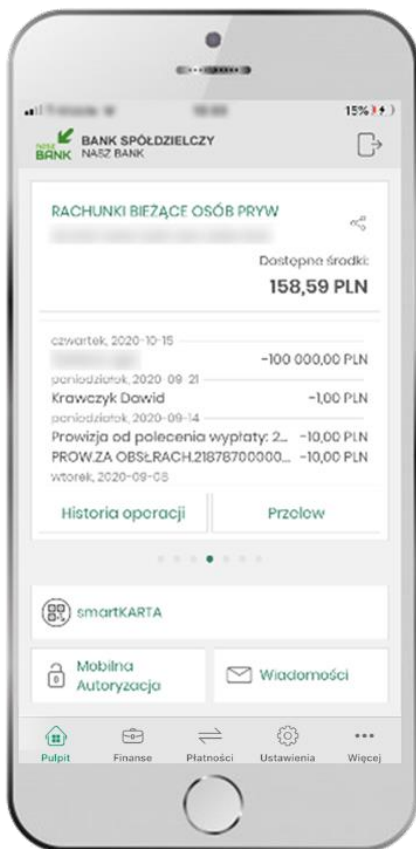 15%
NASZ BANK
BANK SPÓŁDZIELCZY
NASZ BANK
RACHUNKI BIEŻĄCE OSÓB PRYW
Dostępne środki:
158,59 PLN
czwartek, 2020-10-15
-100 000,00 PLN
poniedziałek, 2020-09-21
Krawczyk Dawid -1,00 PLN
poniedziałek, 2020-09-14
Prowizja od polecenia wypłaty: 2... -10,00 PLN
PROW.ZA OBSŁ.RACH.21878700000... -10,00 PLN
wtorek, 2020-09-08
Historia operacji Przelew
smartKARTA
Mobilna Autoryzacja
Wiadomości
Pulpit Finanse Płatności Ustawienia Więcej